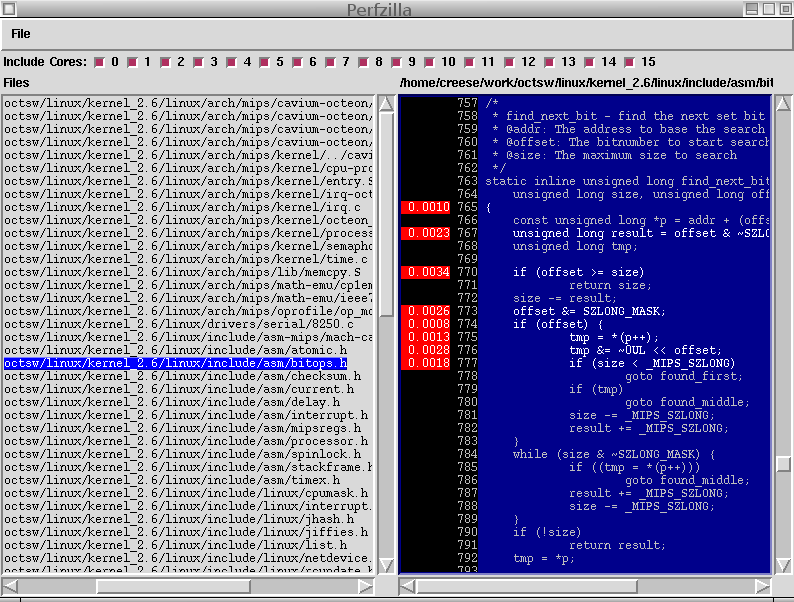 Perfzilla
File
Include Cores: 0 1 2 3 4 5 6 7 8 9 10 11 12 13 14 15
Files
/home/creese/work/octsw/linux/kernel_2.6/linux/include/asm/bit
octsw/linux/kernel_2.6/linux/arch/mips/cavium-octeon/
octsw/linux/kernel_2.6/linux/arch/mips/cavium-octeon/
octsw/linux/kernel_2.6/linux/arch/mips/cavium-octeon/
octsw/linux/kernel_2.6/linux/arch/mips/cavium-octeon/
octsw/linux/kernel_2.6/linux/arch/mips/kernel/../cavi
octsw/linux/kernel_2.6/linux/arch/mips/kernel/cpu-pro
octsw/linux/kernel_2.6/linux/arch/mips/kernel/entry.S
octsw/linux/kernel_2.6/linux/arch/mips/kernel/irq-oct
octsw/linux/kernel_2.6/linux/arch/mips/kernel/irq.c
octsw/linux/kernel_2.6/linux/arch/mips/kernel/octeon_
octsw/linux/kernel_2.6/linux/arch/mips/kernel/process
octsw/linux/kernel_2.6/linux/arch/mips/kernel/semapho
octsw/linux/kernel_2.6/linux/arch/mips/kernel/time.c
octsw/linux/kernel_2.6/linux/arch/mips/lib/memcpy.S
octsw/linux/kernel_2.6/linux/arch/mips/math-emu/cp1em
octsw/linux/kernel_2.6/linux/arch/mips/math-emu/ieee7
octsw/linux/kernel_2.6/linux/arch/mips/oprofile/op_mo
octsw/linux/kernel_2.6/linux/drivers/serial/8250.c
octsw/linux/kernel_2.6/linux/include/asm-mips/mach-ca
octsw/linux/kernel_2.6/linux/include/asm/atomic.h
octsw/linux/kernel_2.6/linux/include/asm/bitops.h
octsw/linux/kernel_2.6/linux/include/asm/checksum.h
octsw/linux/kernel_2.6/linux/include/asm/current.h
octsw/linux/kernel_2.6/linux/include/asm/delay.h
octsw/linux/kernel_2.6/linux/include/asm/interrupt.h
octsw/linux/kernel_2.6/linux/include/asm/mipsregs.h
octsw/linux/kernel_2.6/linux/include/asm/processor.h
octsw/linux/kernel_2.6/linux/include/asm/spinlock.h
octsw/linux/kernel_2.6/linux/include/asm/stackframe.h
octsw/linux/kernel_2.6/linux/include/asm/timex.h
octsw/linux/kernel_2.6/linux/include/linux/cpumask.h
octsw/linux/kernel_2.6/linux/include/linux/interrupt.
octsw/linux/kernel_2.6/linux/include/linux/jhash.h
octsw/linux/kernel_2.6/linux/include/linux/jiffies.h
octsw/linux/kernel_2.6/linux/include/linux/list.h
octsw/linux/kernel_2.6/linux/include/linux/netdevice.
octsw/linux/kernel_2.6/linux/include/linux/rcupdate.h
757 /*
758 * find_next_bit - find the next set bit
759 * @addr: The address to base the search
760 * @offset: The bitnumber to start search
761 * @size: The maximum size to search
762 */
763 static inline unsigned long find_next_bit
764 unsigned long size, unsigned long off
0.0010 765 {
766 const unsigned long *p = addr + (offs
0.0023 767 unsigned long result = offset & ~SZLO
768 unsigned long tmp;
769
0.0034 770 if (offset >= size)
771 return size;
772 size -= result;
0.0026 773 offset &= SZLONG_MASK;
0.0008 774 if (offset) {
0.0013 775 tmp = *(p++);
0.0028 776 tmp &= ~0UL << offset;
0.0018 777 if (size < _MIPS_SZLONG)
778 goto found_first;
779 if (tmp)
780 goto found_middle;
781 size -= _MIPS_SZLONG;
782 result += _MIPS_SZLONG;
783 }
784 while (size & ~SZLONG_MASK) {
785 if ((tmp = *(p++)))
786 goto found_middle;
787 result += _MIPS_SZLONG;
788 size -= _MIPS_SZLONG;
789 }
790 if (!size)
791 return result;
792 tmp = *p;
793